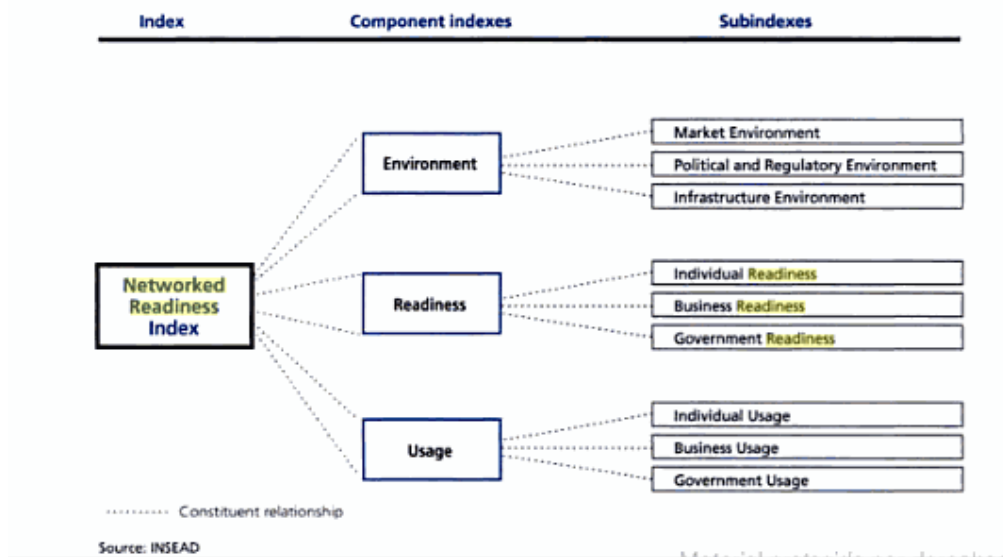 Index Component indexes Subindexes
Market Environment
Environment
Political and Regulatory Environment
Infrastructure Environment
Individual Readiness
Networked
Readiness
Index
Readiness
Business Readiness
Government Readiness
Individual Usage
Usage
Business Usage
Government Usage
Constituent relationship
Source: INSEAD